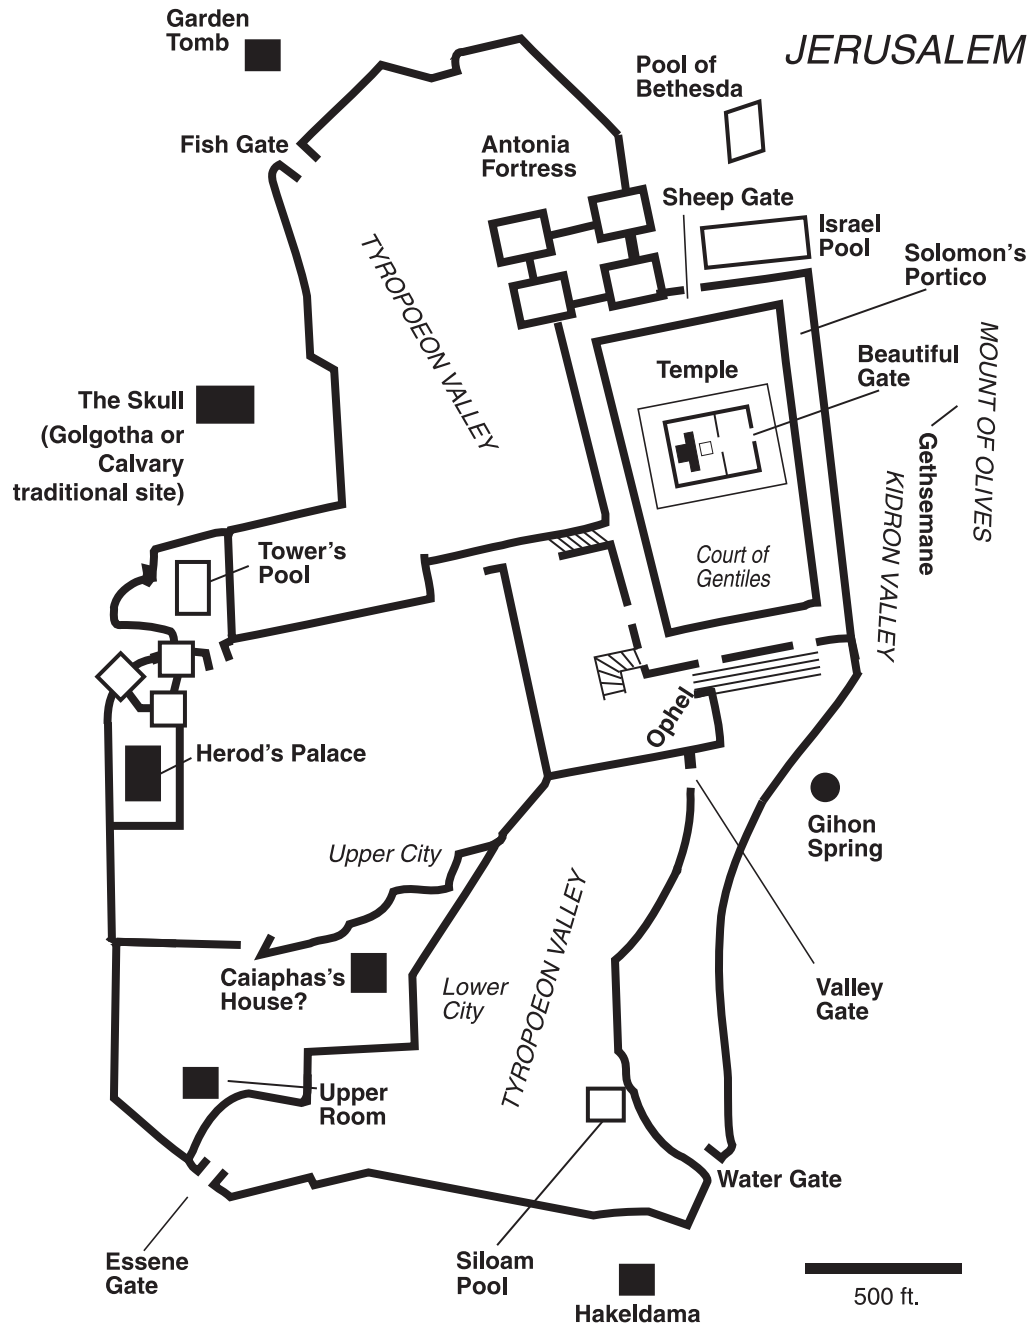 Garden
Tomb
JERUSALEM
Pool of
Bethesda
Fish Gate
Antonia
Fortress
Sheep Gate
Israel
Pool
Solomon's
Portico
TYROPOEON VALLEY
MOUNT OF OLIVES
Beautiful
Gate
Temple
The Skull
(Golgotha or
Calvary
traditional site)
Gethsemane
KIDRON VALLEY
Tower's
Pool
Court of
Gentiles
Ophel
Herod's Palace
Gihon
Spring
Upper City
TYROPOEON VALLEY
Caiaphas's
House?
Lower
City
Valley
Gate
Upper
Room
Water Gate
Essene
Gate
Siloam
Pool
Hakeldama
500 ft.